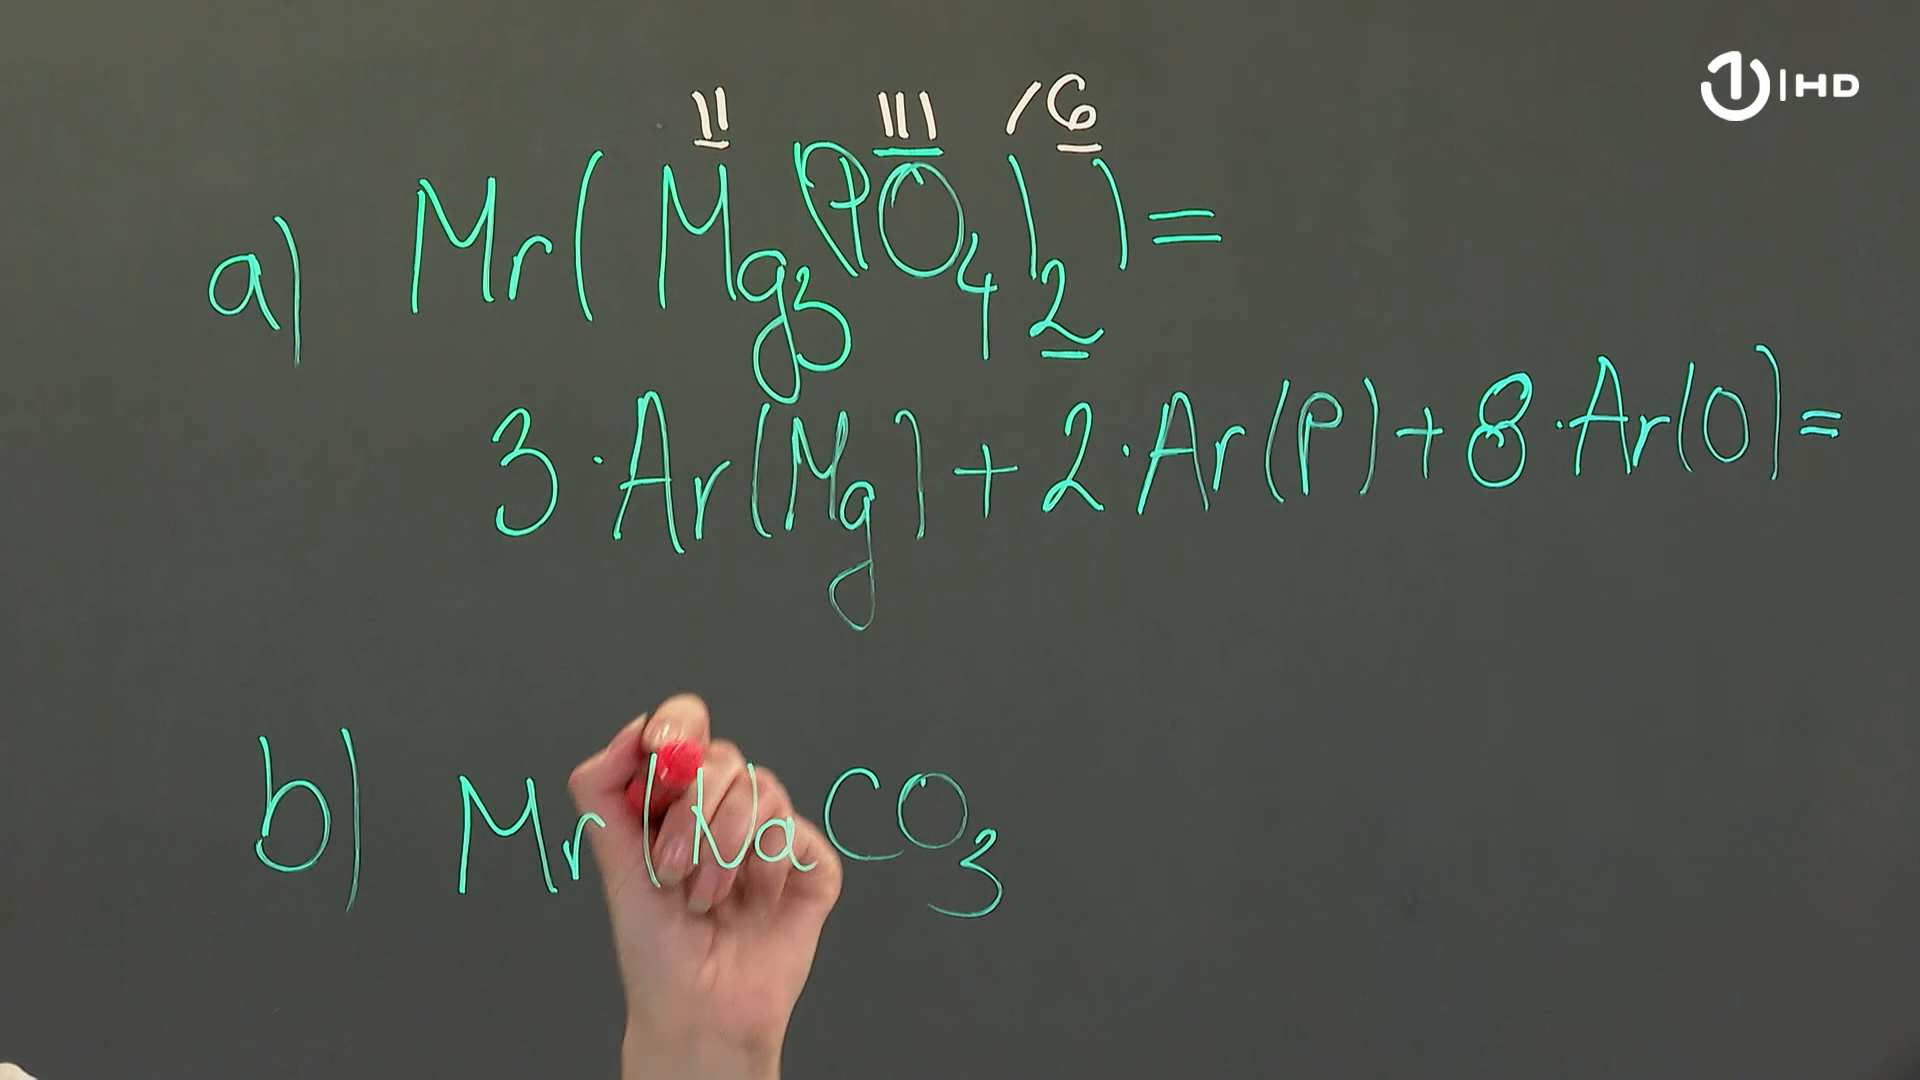 1 HD
II III /6
a) Mr(Mg₃(PO₄)₂)=
3·Ar(Mg)+2·Ar(P)+8·Ar(O)=
b) Mr(NaCO₃